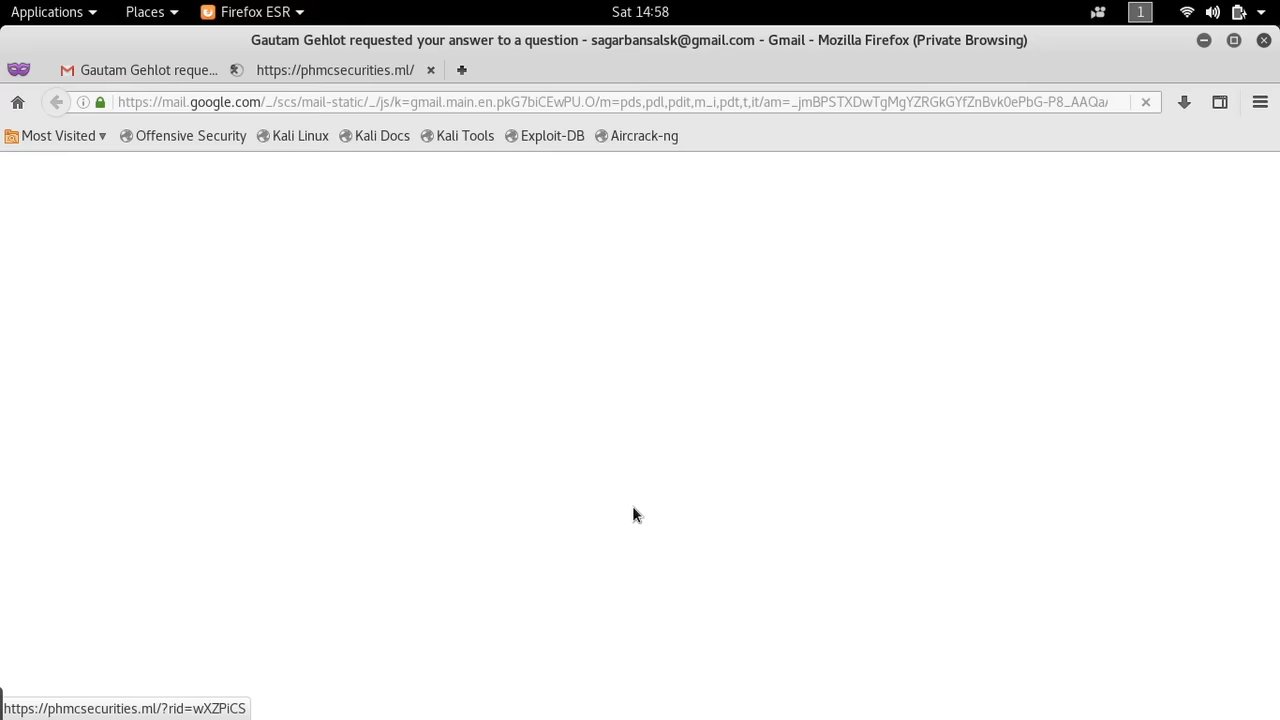 Applications Places Firefox ESR Sat 14:58 1
Gautam Gehlot requested your answer to a question - sagarbansalsk@gmail.com - Gmail - Mozilla Firefox (Private Browsing)
Gautam Gehlot reque... https://phmcsecurities.ml/
https://mail.google.com/_/scs/mail-static/_/js/k=gmail.main.en.pkG7biCEwPU.O/m=pds,pdl,pdit,m_i,pdt,t,it/am=_jmBPSTXDwTgMgYZRGkGYfZnBvk0ePbG-P8_AAQa
Most Visited Offensive Security Kali Linux Kali Docs Kali Tools Exploit-DB Aircrack-ng
https://phmcsecurities.ml/?rid=wXZPiCS